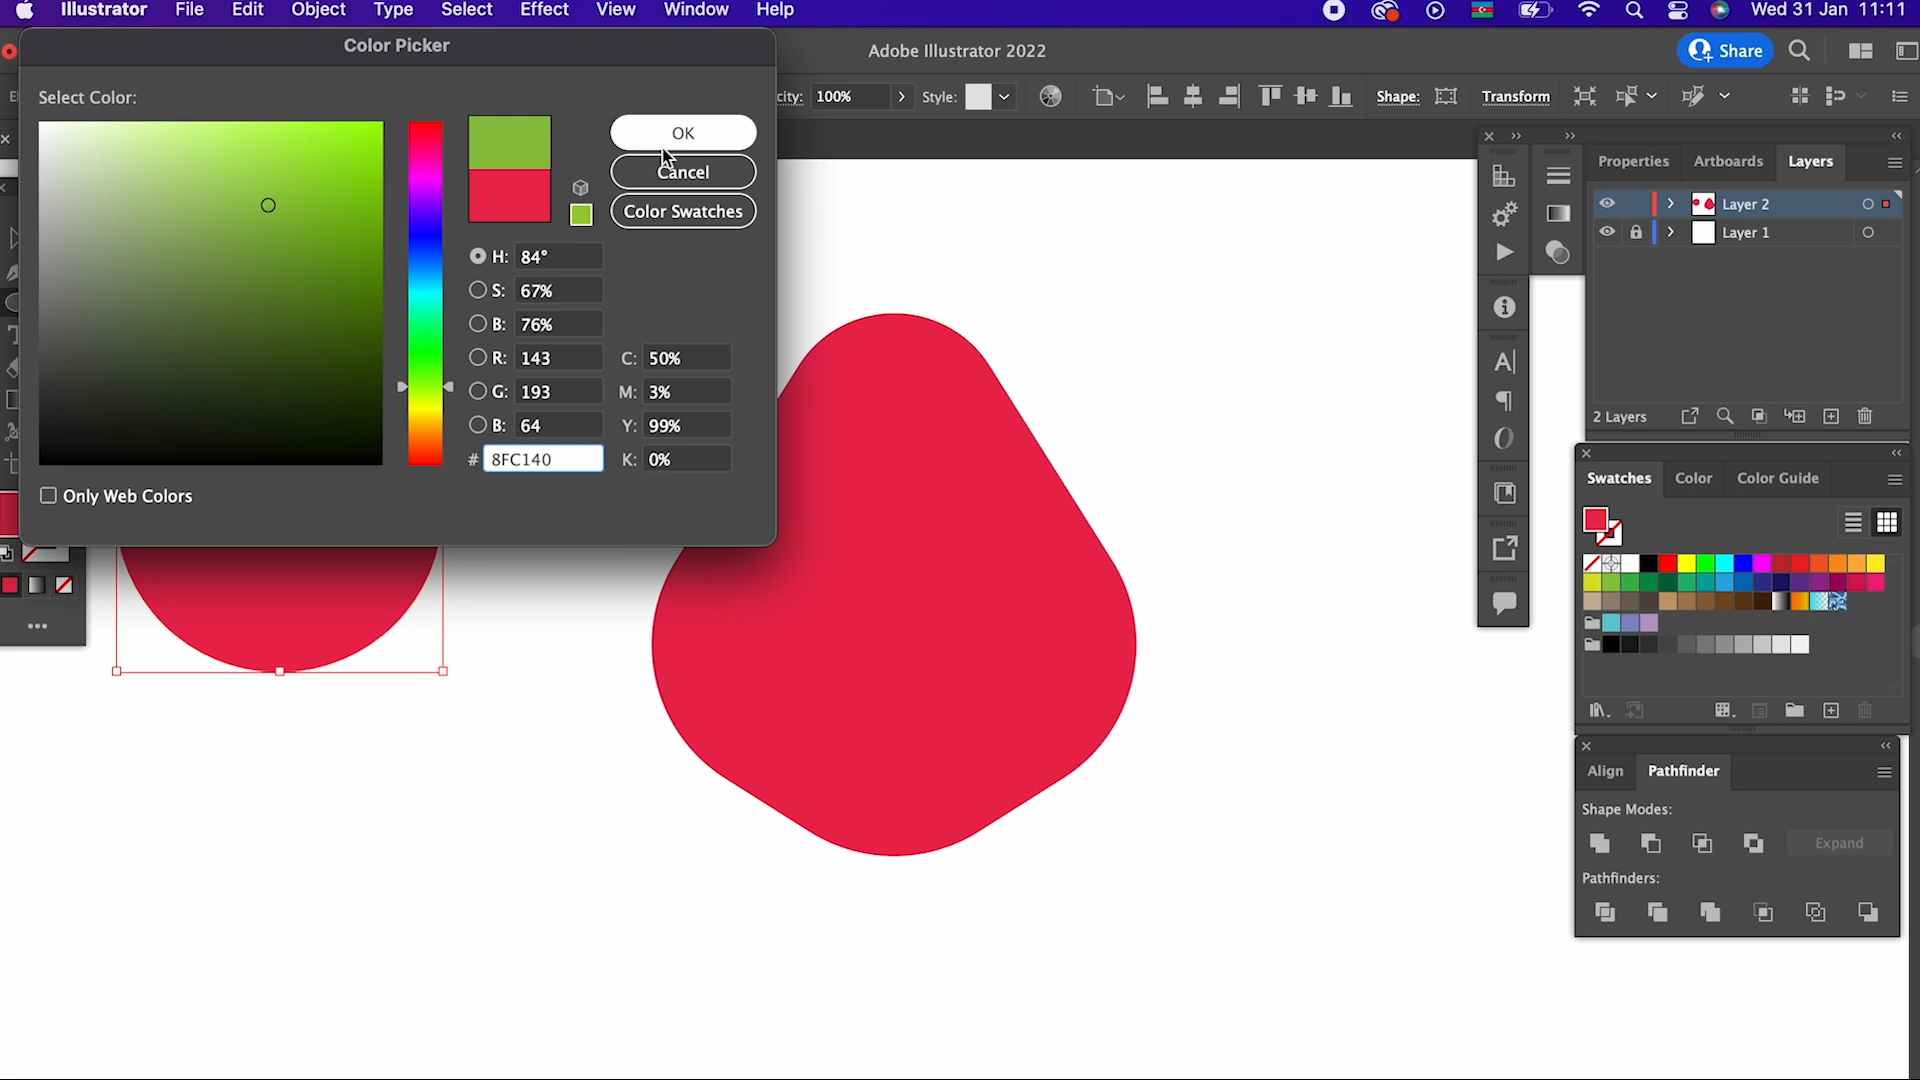 Illustrator File Edit Object Type Select Effect View Window Help Wed 31 Jan 11:11
Color Picker
Adobe Illustrator 2022
Share
Select Color:
city: 100% Style: Shape: Transform
OK
Cancel
Color Swatches
H: 84°
S: 67%
B: 76%
R: 143 C: 50%
G: 193 M: 3%
B: 64 Y: 99%
# 8FC140 K: 0%
Only Web Colors
Properties Artboards Layers
Layer 2
Layer 1
2 Layers
Swatches Color Color Guide
Align Pathfinder
Shape Modes:
Expand
Pathfinders: